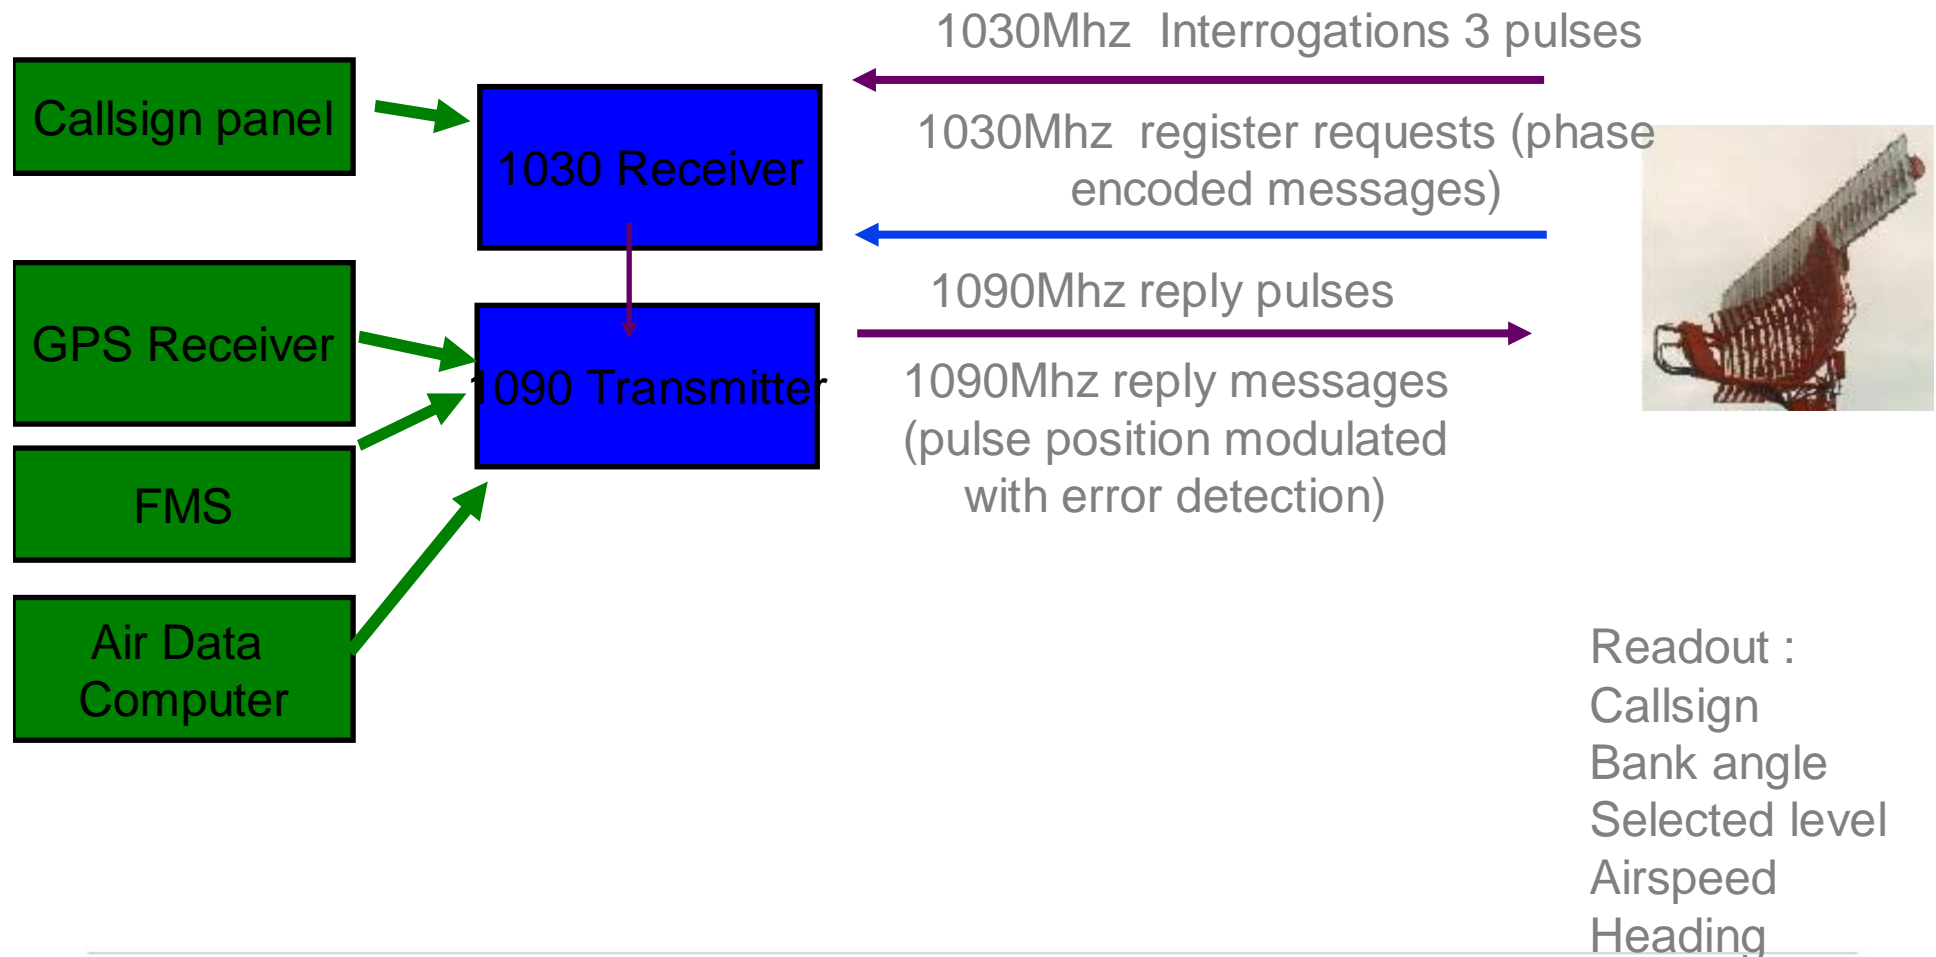 1030Mhz  Interrogations 3 pulses
Callsign panel
1030 Receiver
1030Mhz  register requests (phase
encoded messages)
GPS Receiver
1090Mhz reply pulses
1090 Transmitter
1090Mhz reply messages
(pulse position modulated
with error detection)
FMS
Air Data
Computer
Readout :
Callsign
Bank angle
Selected level
Airspeed
Heading